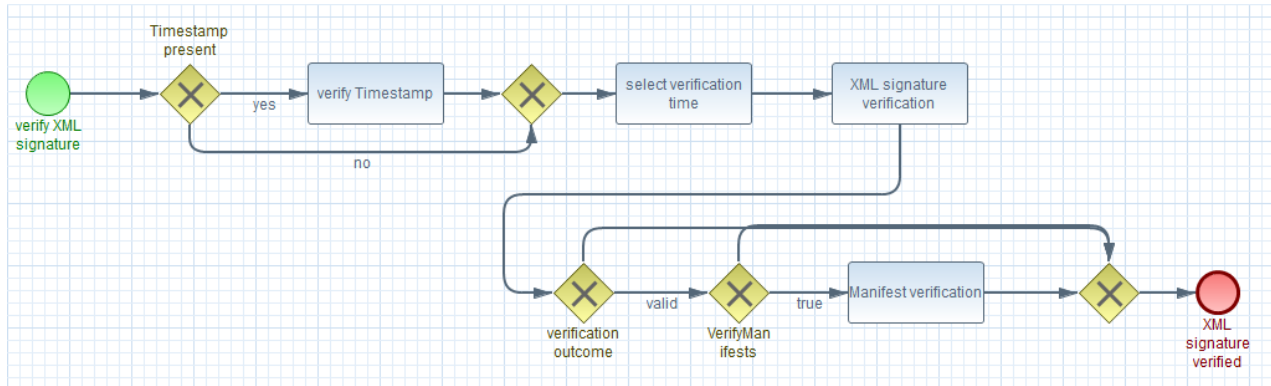 Timestamp
present
verify Timestamp
select verification
time
XML signature
verification
yes
verify XML
signature
no
valid
true
Manifest verification
verification
outcome
VerifyMan
ifests
XML
signature
verified